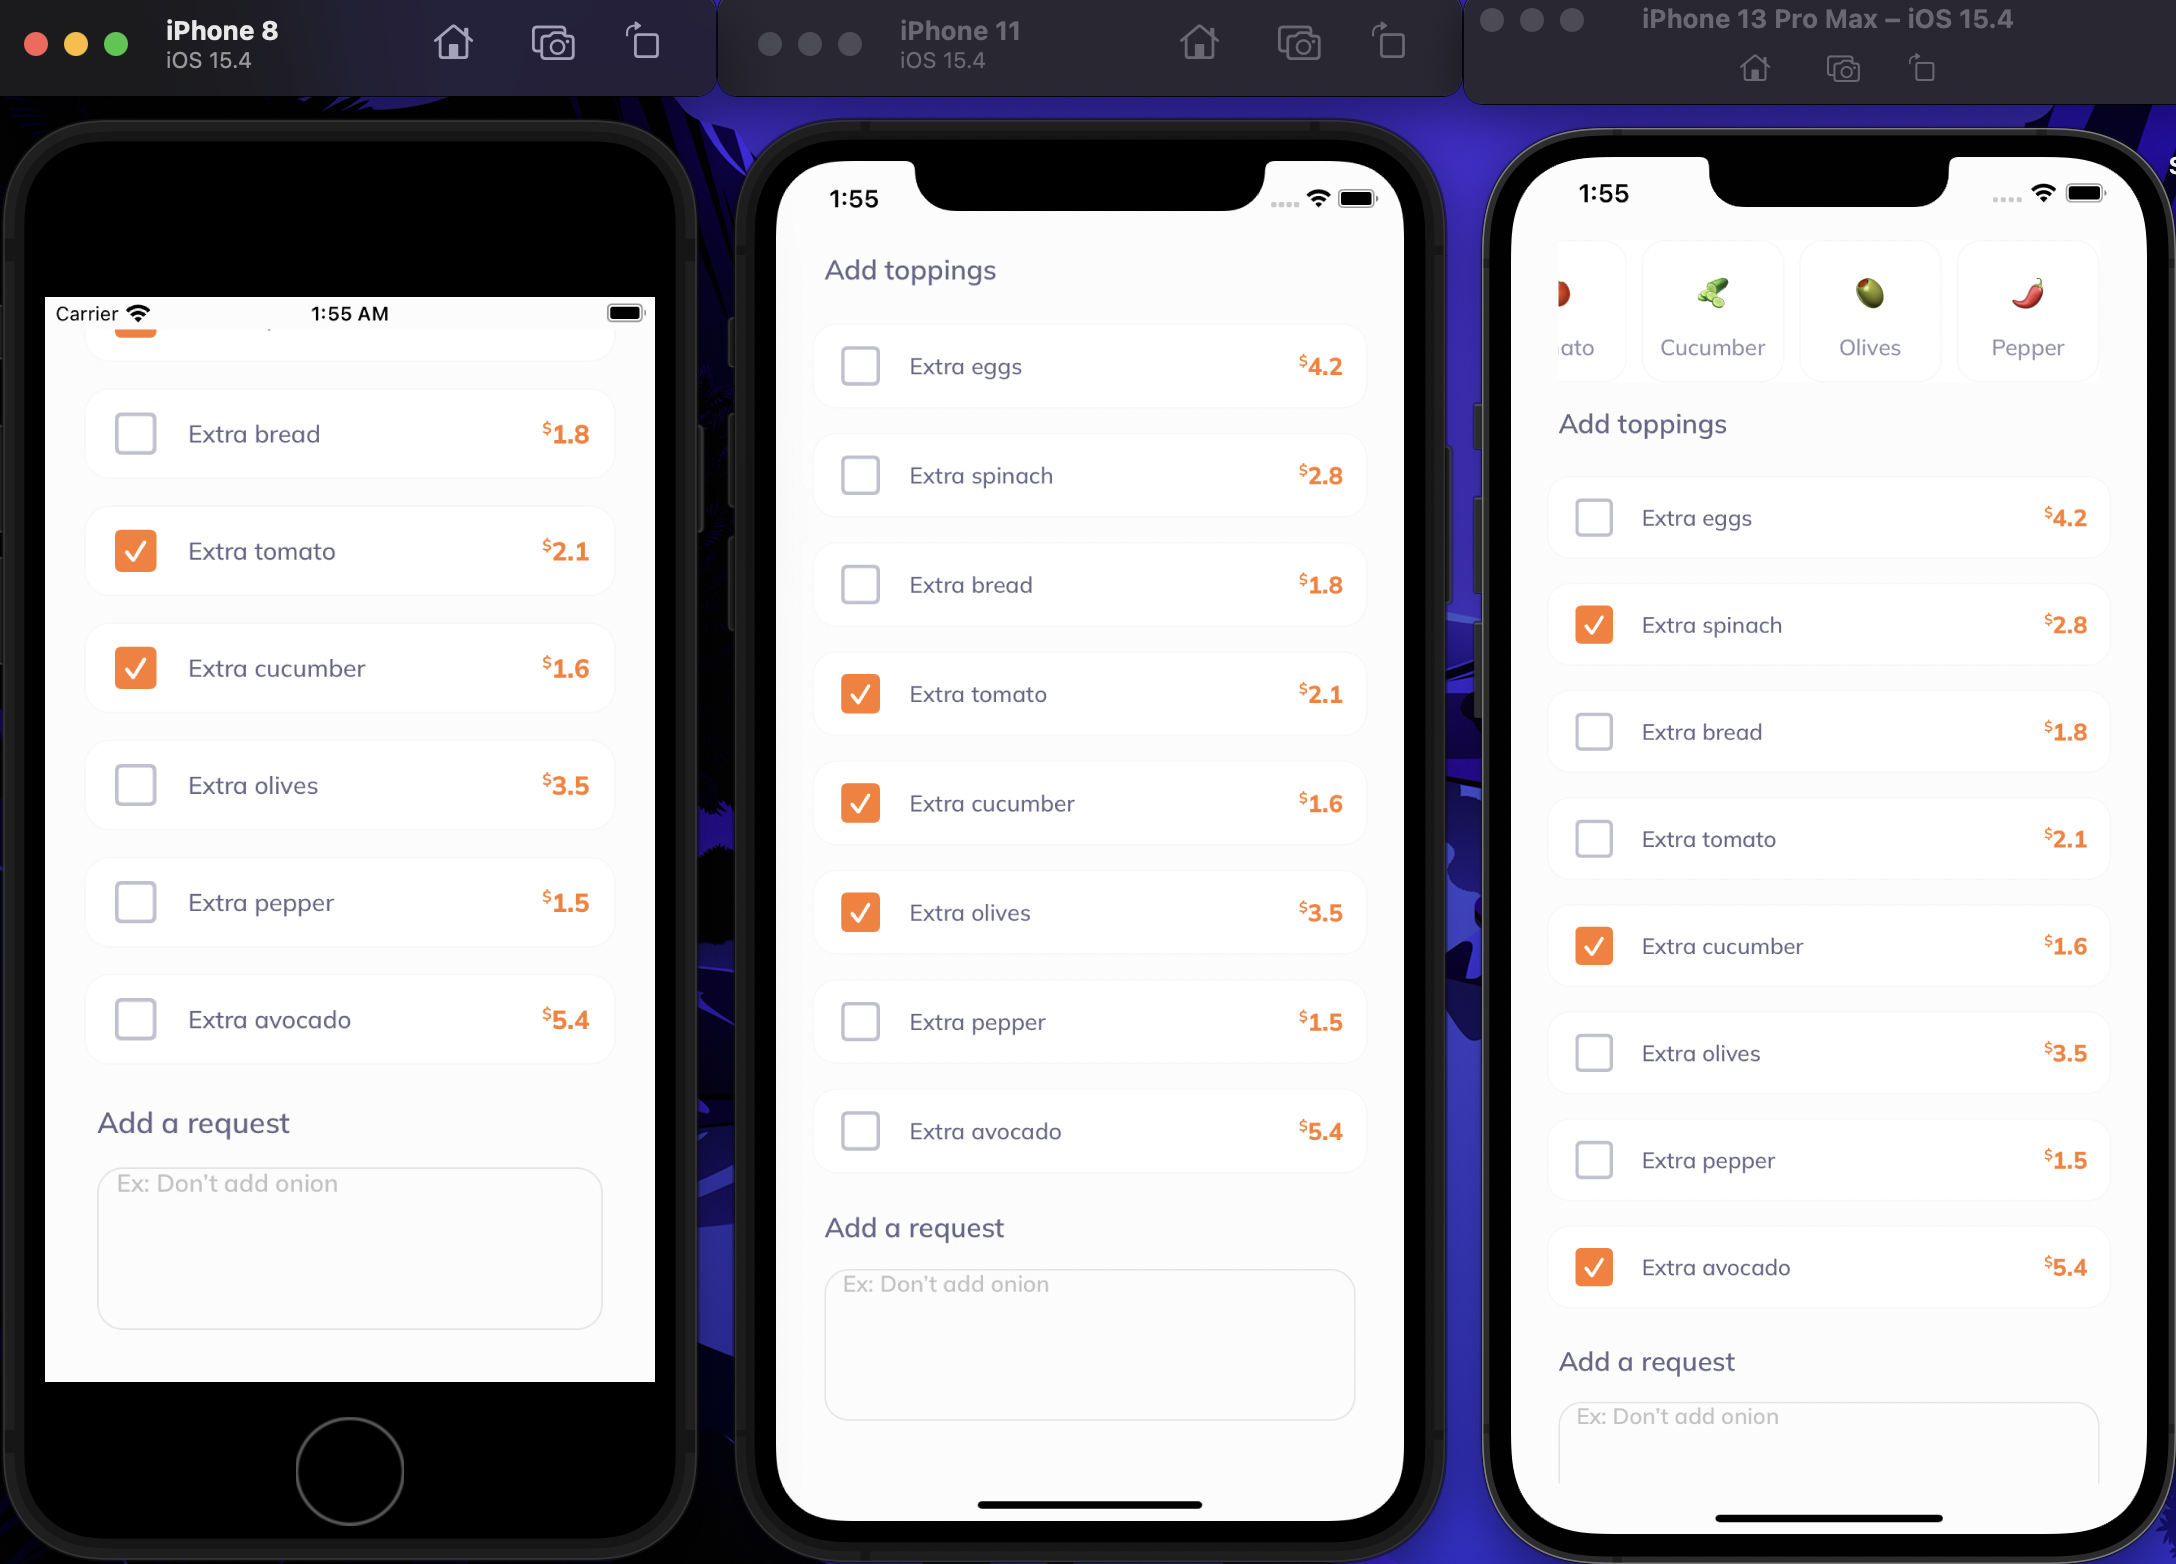 iPhone 8
iOS 15.4
Carrier
1:55 AM
Extra bread
$1.8
Extra tomato
$2.1
Extra cucumber
$1.6
Extra olives
$3.5
Extra pepper
$1.5
Extra avocado
$5.4
Add a request
Ex: Don't add onion
iPhone 11
iOS 15.4
1:55
Add toppings
Extra eggs
$4.2
Extra spinach
$2.8
Extra bread
$1.8
Extra tomato
$2.1
Extra cucumber
$1.6
Extra olives
$3.5
Extra pepper
$1.5
Extra avocado
$5.4
Add a request
Ex: Don't add onion
iPhone 13 Pro Max – iOS 15.4
1:55
ato
Cucumber
Olives
Pepper
Add toppings
Extra eggs
$4.2
Extra spinach
$2.8
Extra bread
$1.8
Extra tomato
$2.1
Extra cucumber
$1.6
Extra olives
$3.5
Extra pepper
$1.5
Extra avocado
$5.4
Add a request
Ex: Don't add onion